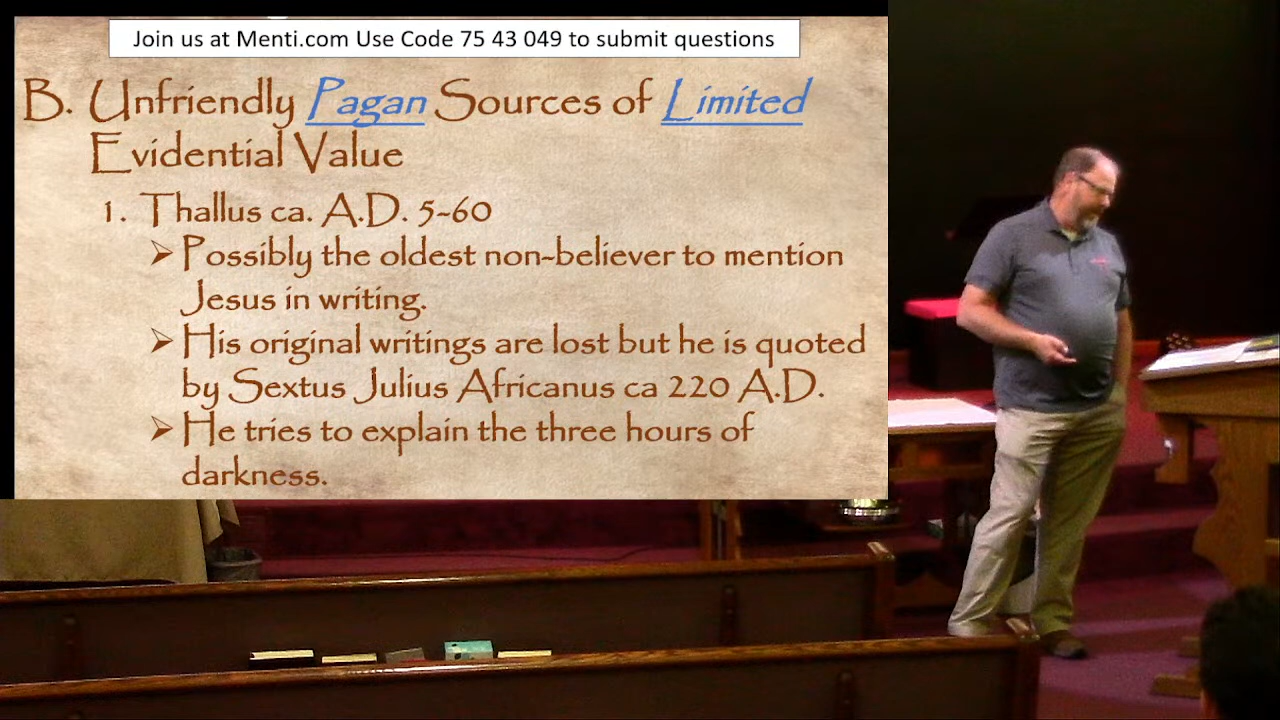 Join us at Menti.com Use Code 75 43 049 to submit questions
B. Unfriendly Pagan Sources of Limited
Evidential Value
1. Thallus ca. A.D. 5-60
➢ Possibly the oldest non-believer to mention
Jesus in writing.
➢ His original writings are lost but he is quoted
by Sextus Julius Africanus ca 220 A.D.
➢ He tries to explain the three hours of
darkness.